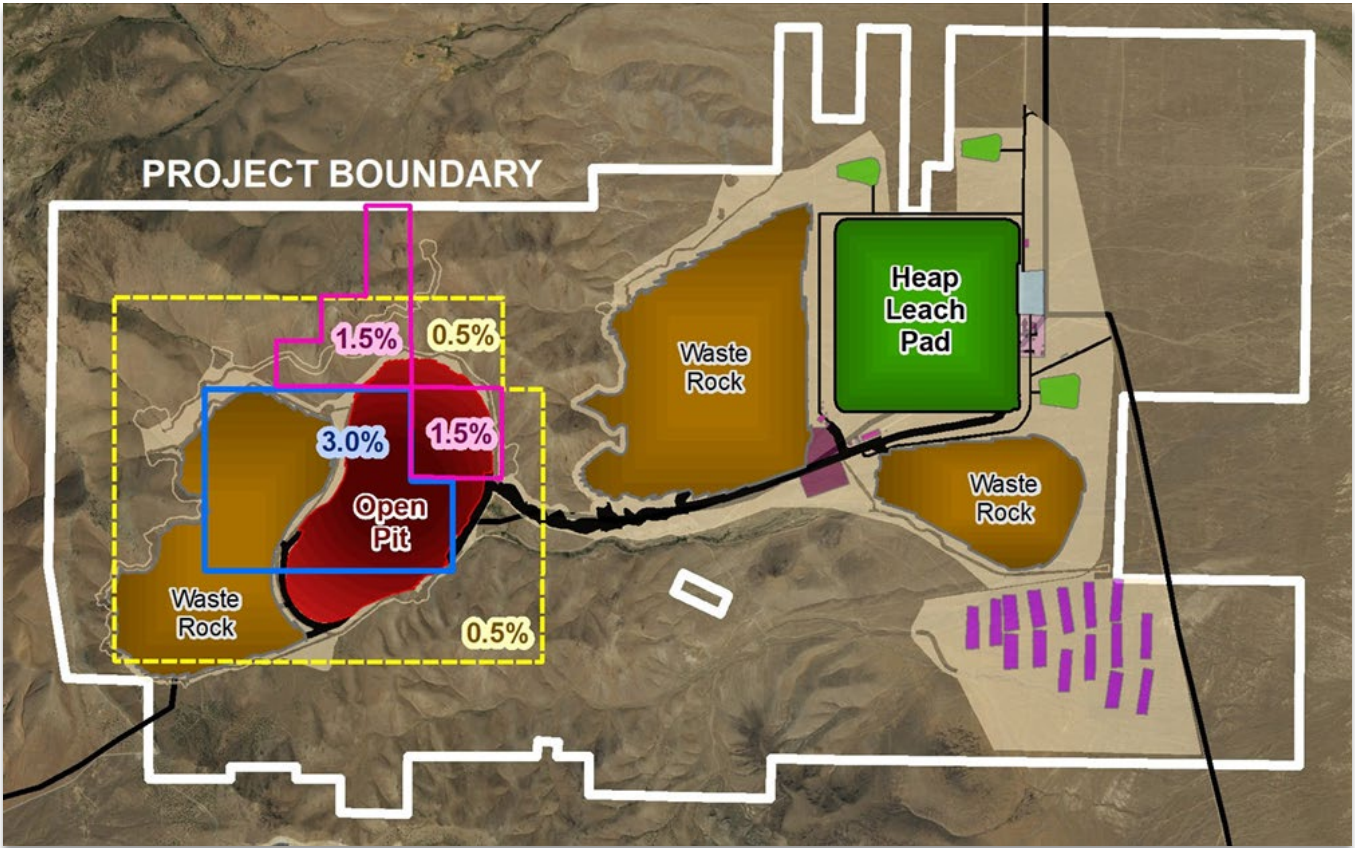 PROJECT BOUNDARY
Heap
Leach
Pad
1.5%
0.5%
Waste
Rock
3.0%
1.5%
Open
Pit
Waste
Rock
Waste
Rock
0.5%